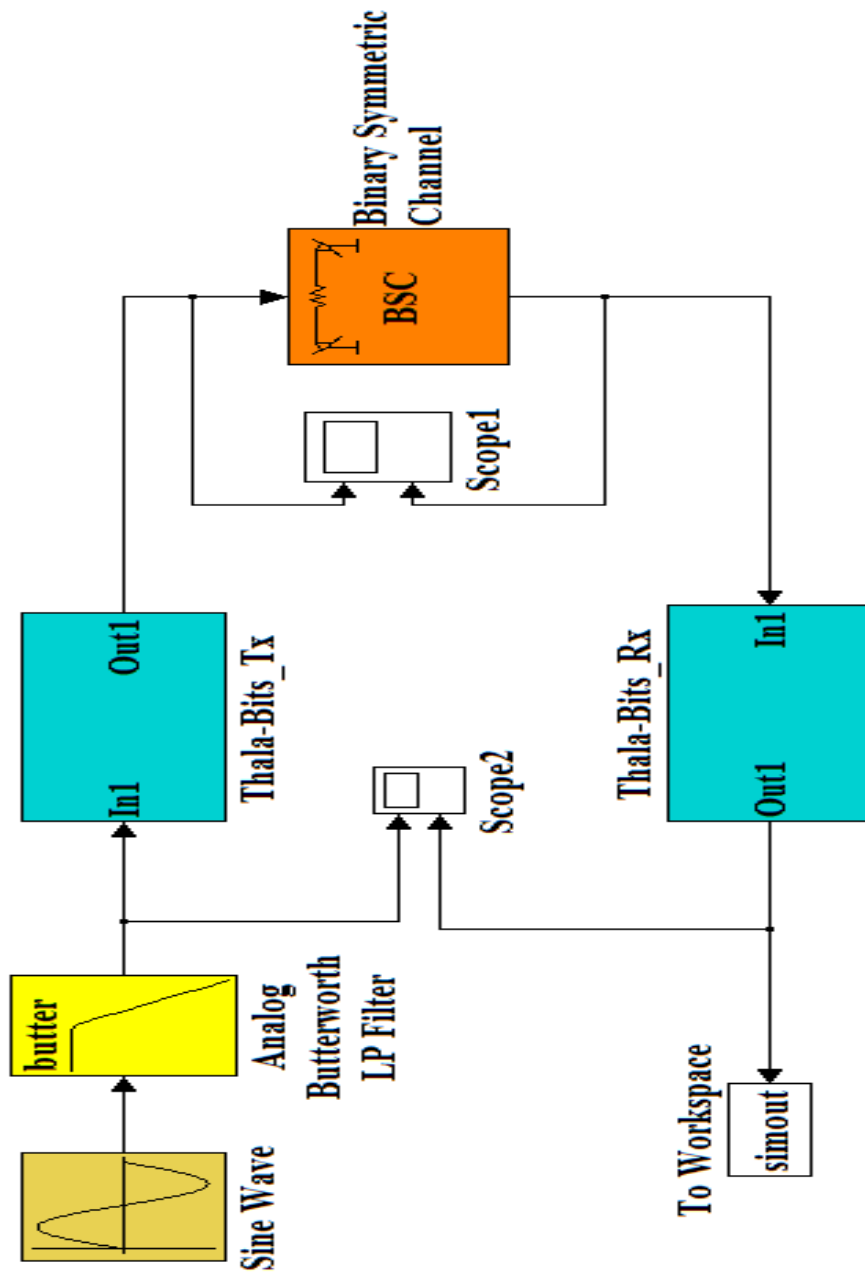 Sine Wave
butter
Analog
Butterworth
LP Filter
In1
Out1
Thala-Bits_Tx
BSC
Binary Symmetric
Channel
Scope1
Scope2
Thala-Bits_Rx
Out1
In1
To Workspace
simout